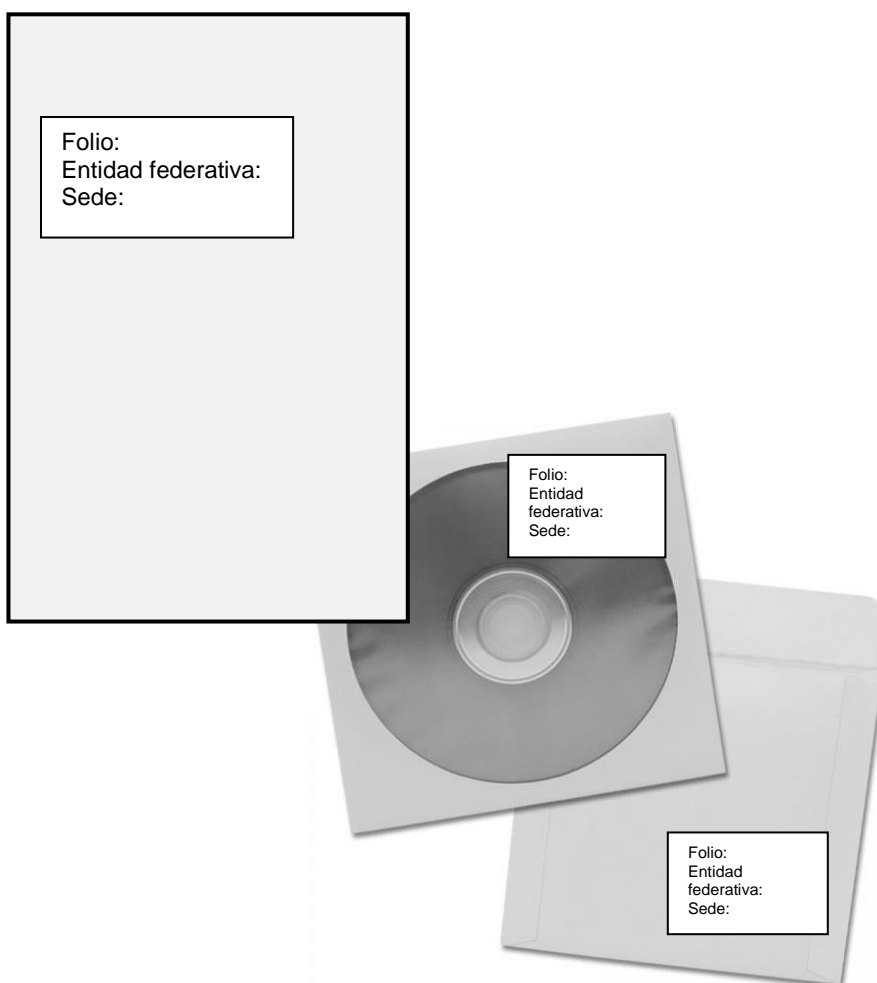 Folio:
Entidad federativa:
Sede:
Folio:
Entidad
federativa:
Sede:
Folio:
Entidad
federativa:
Sede: